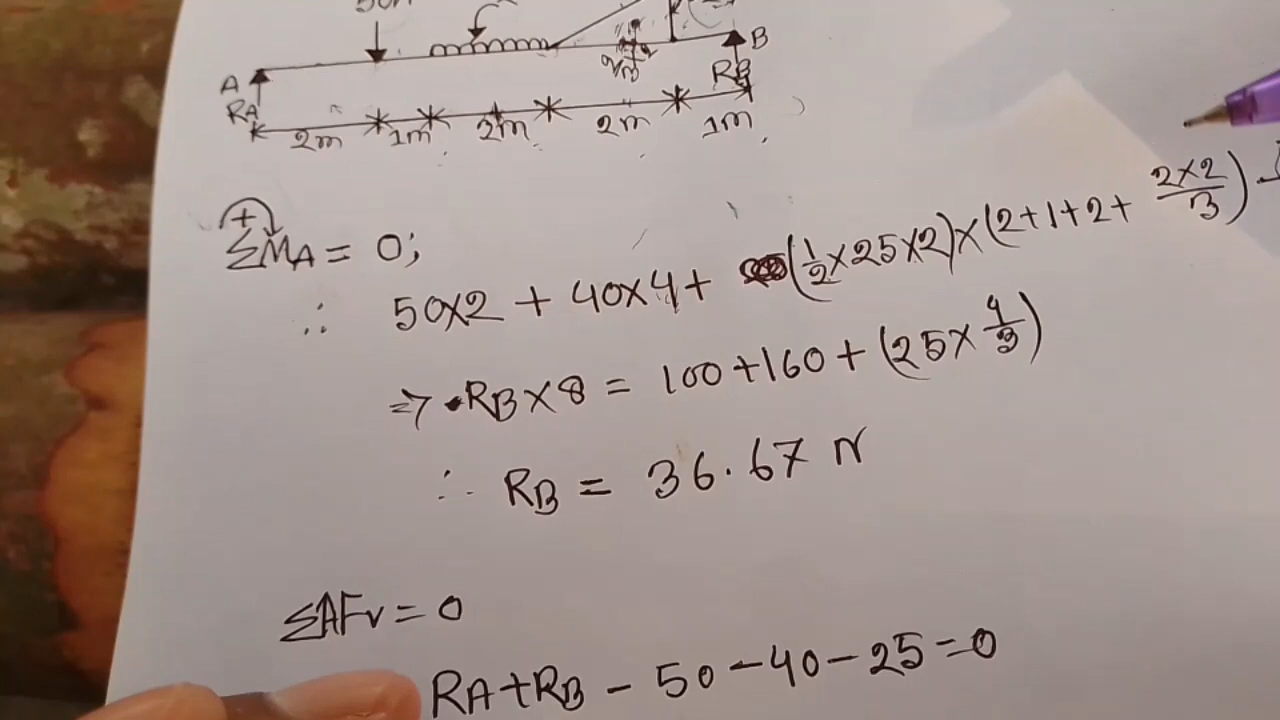 A
B
RA
RB
2m 1m 2m 2m 1m
ΣMA = 0;
∴ 50×2 + 40×4 + (1/2×25×2)×(2+1+2+ 2×2/3) -
⇒ RB×8 = 100+160+(25× 4/3)
∴ RB = 36.67 N
ΣFv = 0
RA+RB - 50 - 40 - 25 = 0